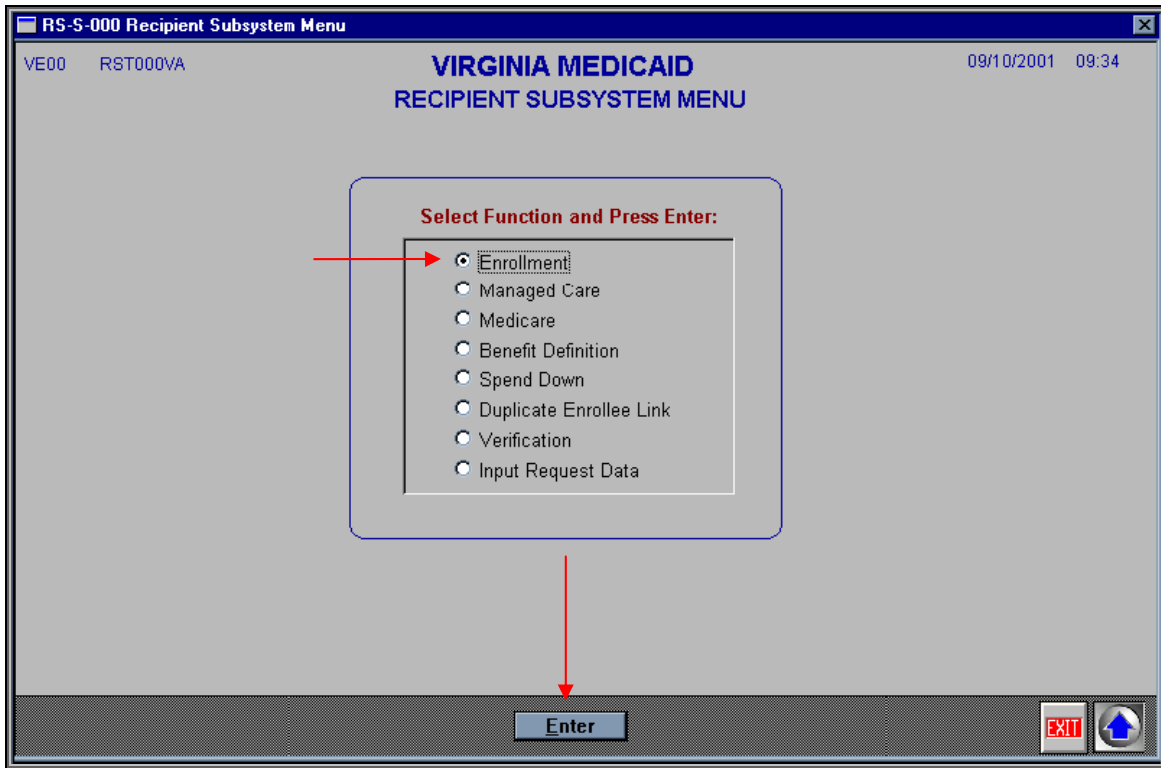 RS-S-000 Recipient Subsystem Menu
VE00 RST000VA VIRGINIA MEDICAID 09/10/2001 09:34
RECIPIENT SUBSYSTEM MENU
Select Function and Press Enter:
Enrollment
Managed Care
Medicare
Benefit Definition
Spend Down
Duplicate Enrollee Link
Verification
Input Request Data
Enter
EXIT